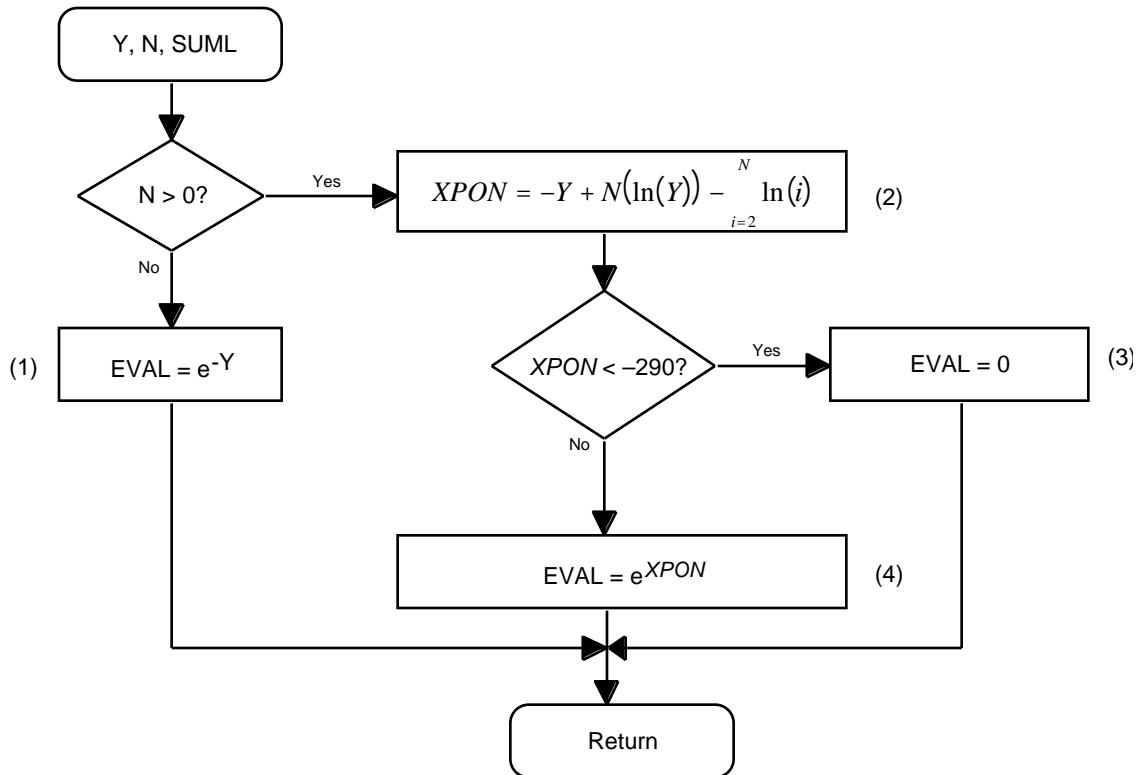 Y, N, SUML
N > 0?
Yes
XPON = −Y + N(ln(Y)) − N i=2 ln(i)
(2)
No
(1)
EVAL = e-Y
XPON < –290?
Yes
EVAL = 0
(3)
No
EVAL = eXPON
(4)
Return